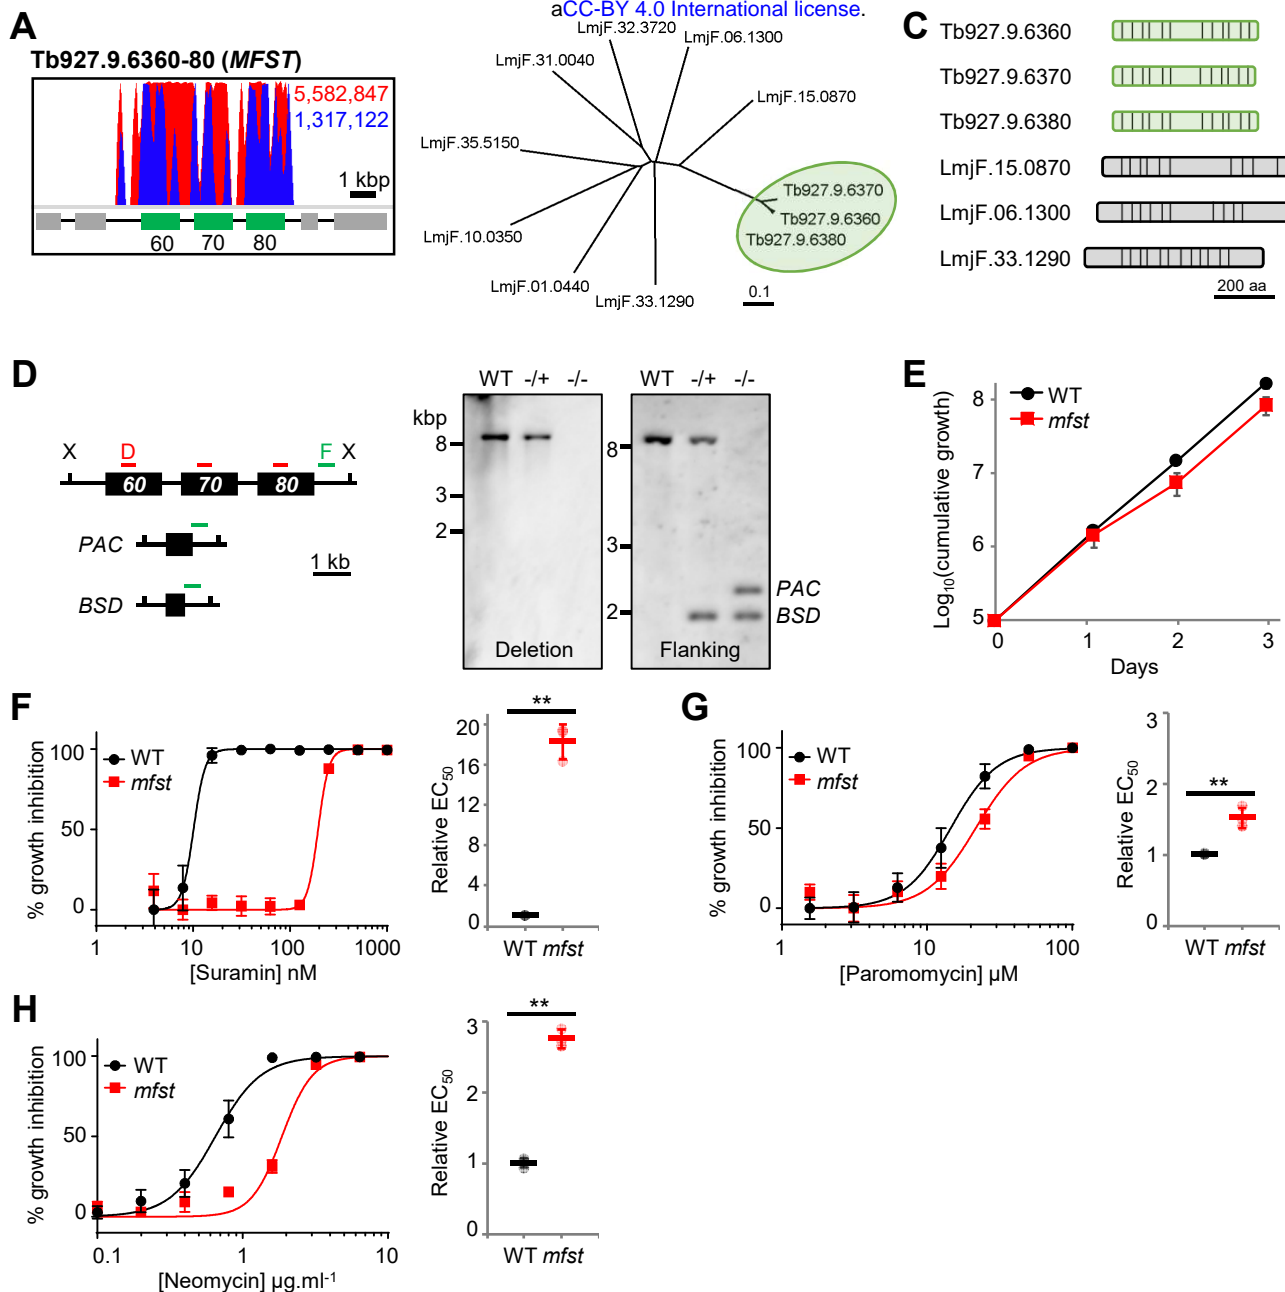 aCC-BY 4.0 International license.
A
Tb927.9.6360-80 (MFST)
5,582,847
1,317,122
1 kbp
60 70 80
LmjF.32.3720
LmjF.06.1300
LmjF.31.0040
LmjF.15.0870
LmjF.35.5150
Tb927.9.6370
Tb927.9.6360
Tb927.9.6380
LmjF.10.0350
LmjF.01.0440
LmjF.33.1290
0.1
C
Tb927.9.6360
Tb927.9.6370
Tb927.9.6380
LmjF.15.0870
LmjF.06.1300
LmjF.33.1290
200 aa
D
X D F X
60 70 80
PAC
1 kb
BSD
WT -/+ -/-
kbp
8
3
2
Deletion
WT -/+ -/-
8
3
2
PAC
BSD
Flanking
E
Log10(cumulative growth)
8
7
6
5
WT
mfst
0 1 2 3
Days
F
% growth inhibition
100
50
0
WT
mfst
1 10 100 1000
[Suramin] nM
Relative EC50
20
16
12
8
4
0
**
WT mfst
G
% growth inhibition
100
50
0
WT
mfst
1 10 100
[Paromomycin] µM
Relative EC50
3
2
1
0
**
WT mfst
H
% growth inhibition
100
50
0
WT
mfst
0.1 1 10
[Neomycin] µg.ml-1
Relative EC50
3
2
1
0
**
WT mfst